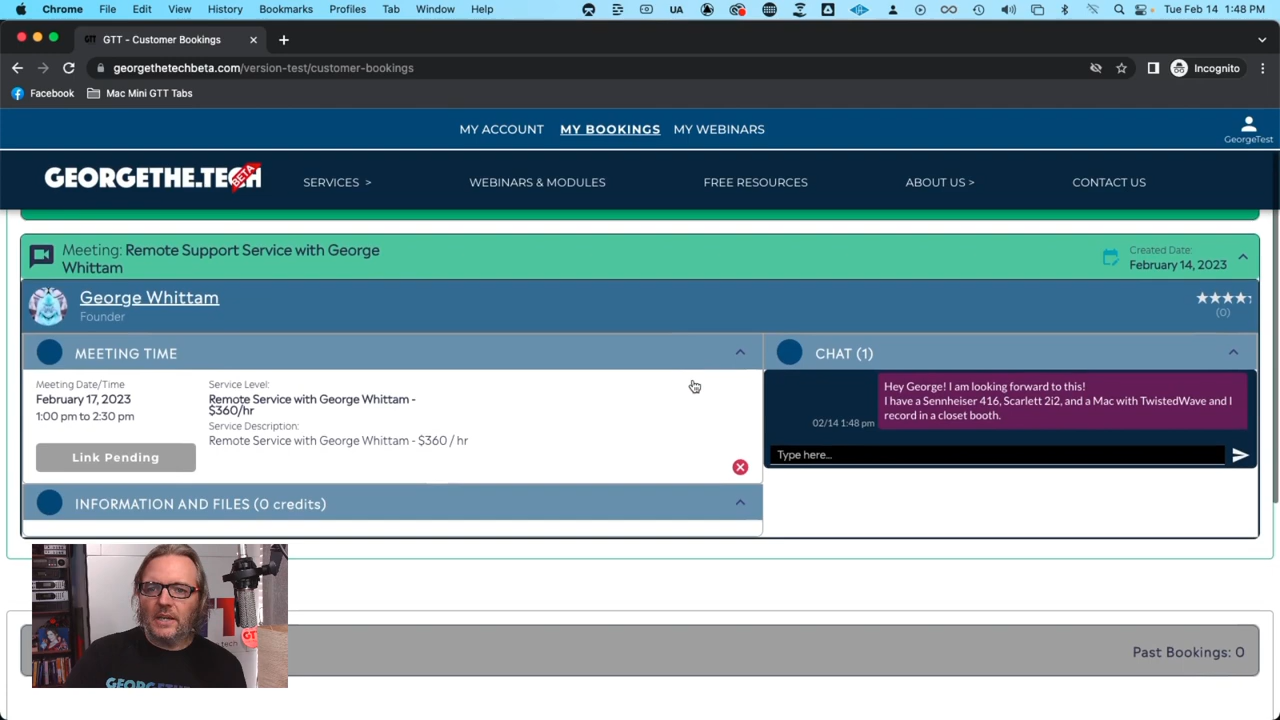 Chrome File Edit View History Bookmarks Profiles Tab Window Help UA Tue Feb 14 1:48 PM
GTT - Customer Bookings
georgethetechbeta.com/version-test/customer-bookings Incognito
Facebook Mac Mini GTT Tabs
MY ACCOUNT MY BOOKINGS MY WEBINARS
GeorgeTest
GEORGETHE.TECH BETA SERVICES > WEBINARS & MODULES FREE RESOURCES ABOUT US > CONTACT US
Meeting: Remote Support Service with George
Whittam
Created Date:
February 14, 2023
George Whittam
Founder
(0)
MEETING TIME
Meeting Date/Time
February 17, 2023
1:00 pm to 2:30 pm
Link Pending
Service Level:
Remote Service with George Whittam -
$360/hr
Service Description:
Remote Service with George Whittam - $360 / hr
INFORMATION AND FILES (0 credits)
CHAT (1)
Hey George! I am looking forward to this!
I have a Sennheiser 416, Scarlett 2i2, and a Mac with TwistedWave and I
record in a closet booth.
02/14 1:48 pm
Type here...
Past Bookings: 0
GTT